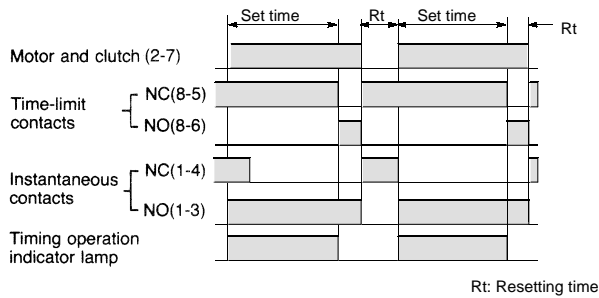 Set time Rt Set time Rt
Motor and clutch (2-7)
Time-limit contacts
NC(8-5)
NO(8-6)
Instantaneous contacts
NC(1-4)
NO(1-3)
Timing operation
indicator lamp
Rt: Resetting time